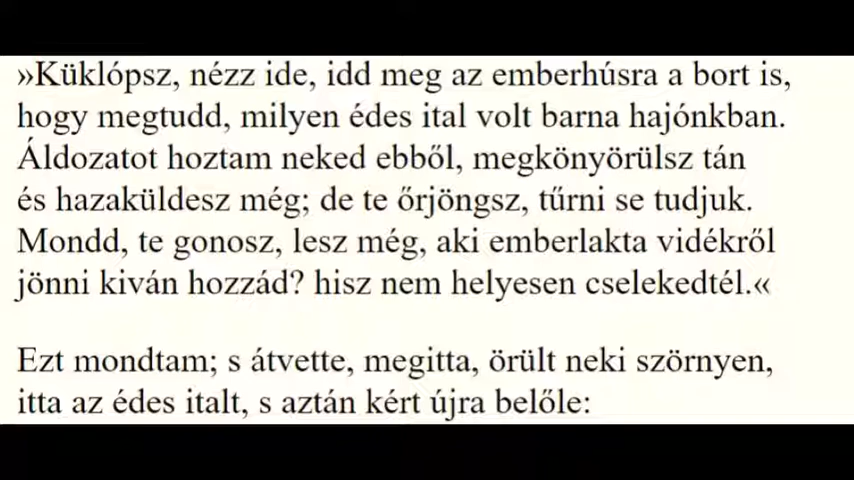 »Küklópsz, nézz ide, idd meg az emberhúsra a bort is,
hogy megtudd, milyen édes ital volt barna hajónkban.
Áldozatot hoztam neked ebből, megkönyörülsz tán
és hazaküldesz még; de te őrjöngsz, tűrni se tudjuk.
Mondd, te gonosz, lesz még, aki emberlakta vidékről
jönni kiván hozzád? hisz nem helyesen cselekedtél.«
Ezt mondtam; s átvette, megitta, örült neki szörnyen,
itta az édes italt, s aztán kért újra belőle: